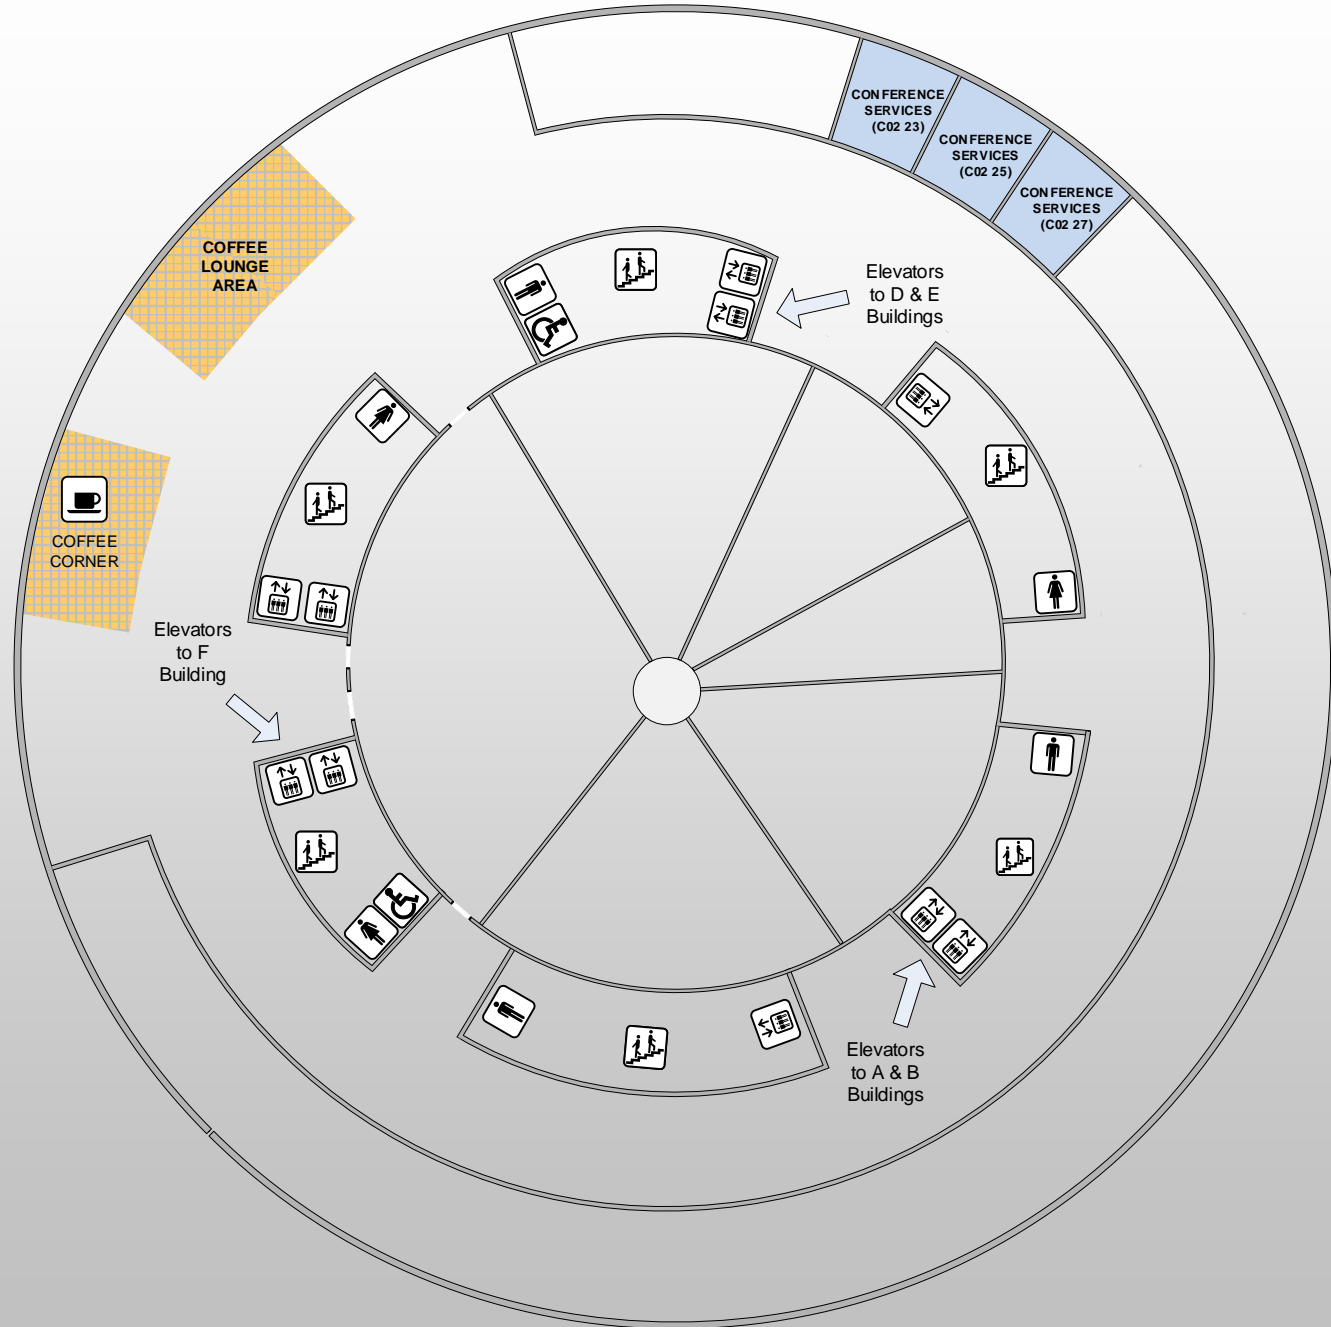 CONFERENCE
SERVICES
(C02 23)
CONFERENCE
SERVICES
(C02 25)
CONFERENCE
SERVICES
(C02 27)
COFFEE
LOUNGE
AREA
Elevators
to D & E
Buildings
COFFEE
CORNER
Elevators
to F
Building
Elevators
to A & B
Buildings